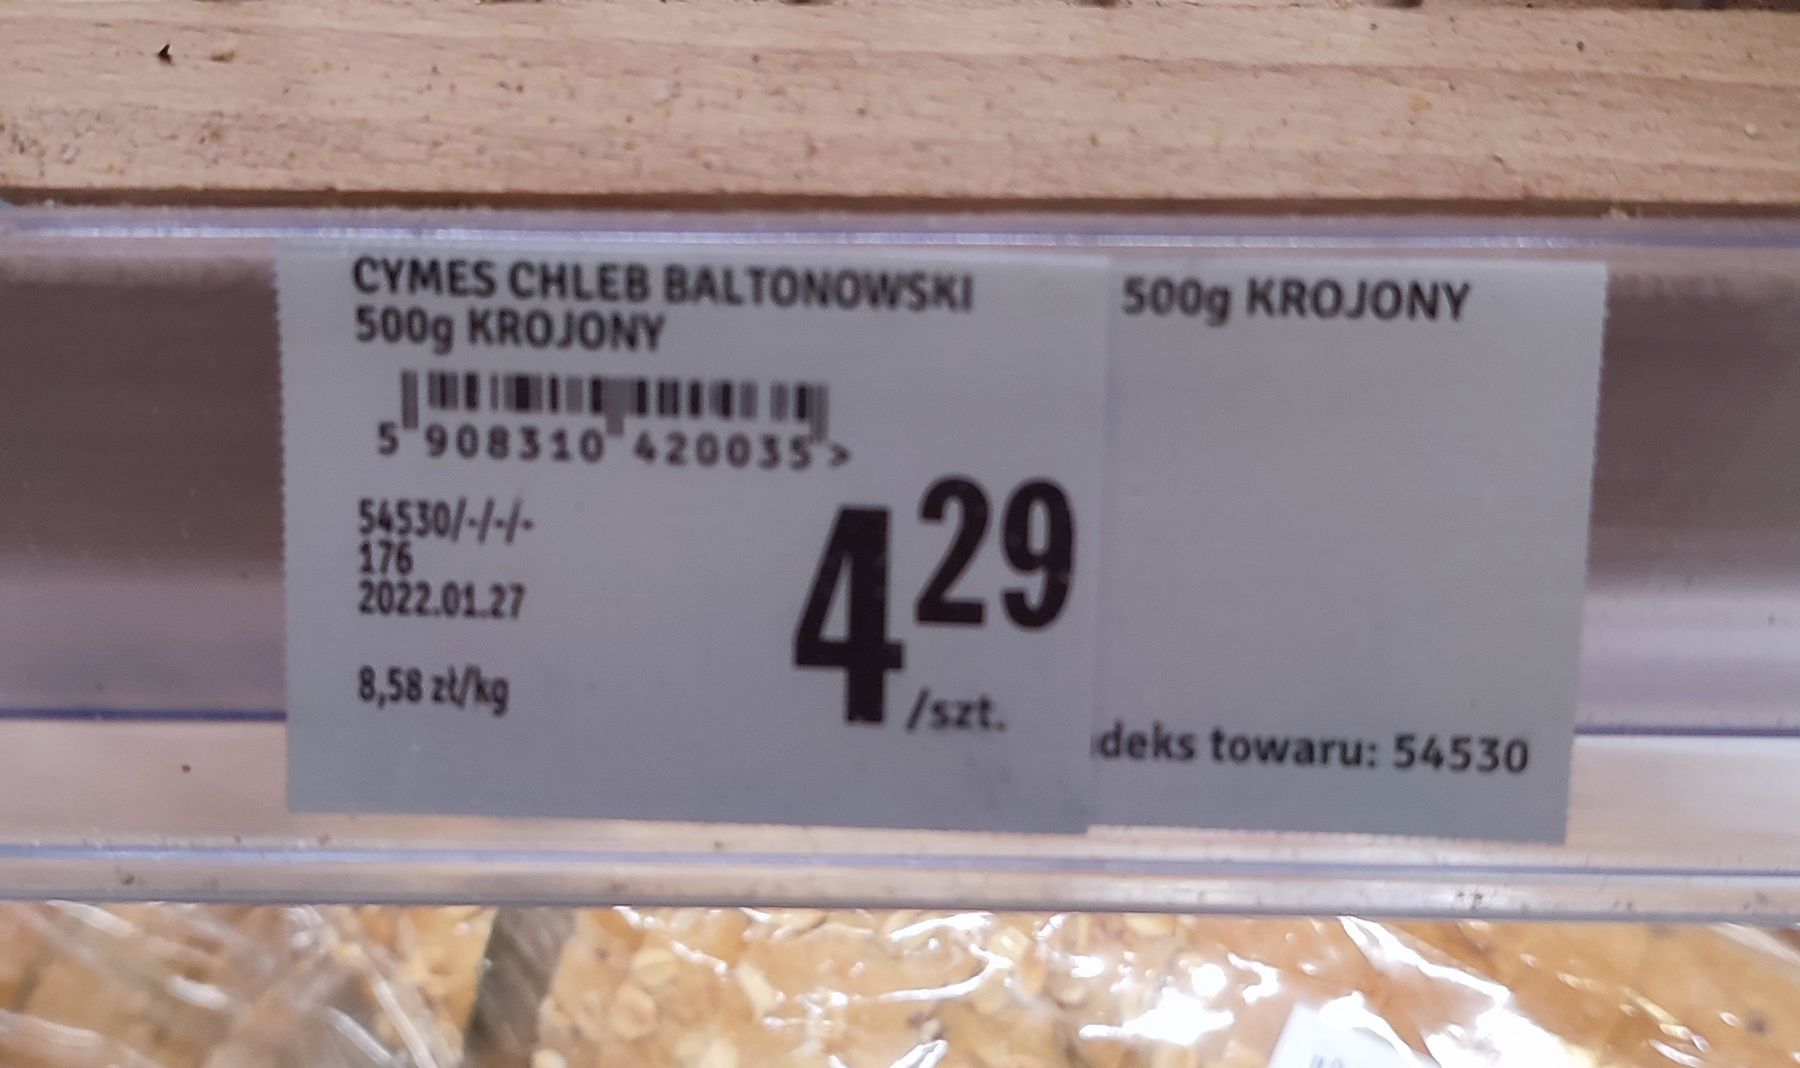 CYMES CHLEB BALTONOWSKI
500g KROJONY
5 908310 420035 >
54530/-/-/-
176
2022.01.27
8,58 zł/kg
4 29
/szt.
500g KROJONY
deks towaru: 54530